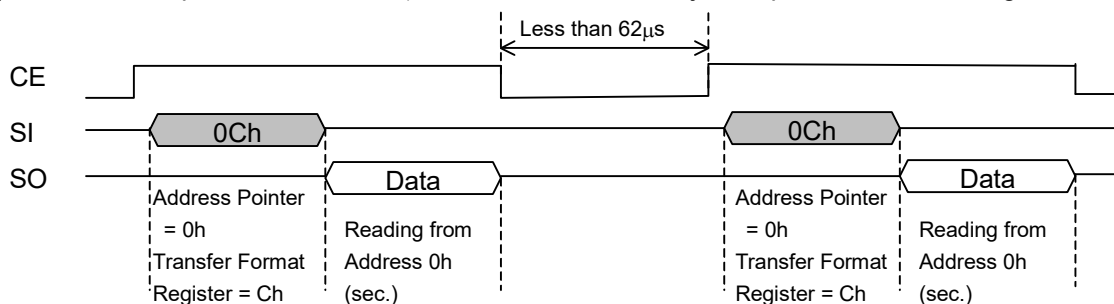 Less than 62μs
CE
SI
0Ch
0Ch
SO
Data
Data
Address Pointer
= 0h
Transfer Format
Register = Ch
Reading from
Address 0h
(sec.)
Address Pointer
= 0h
Transfer Format
Register = Ch
Reading from
Address 0h
(sec.)